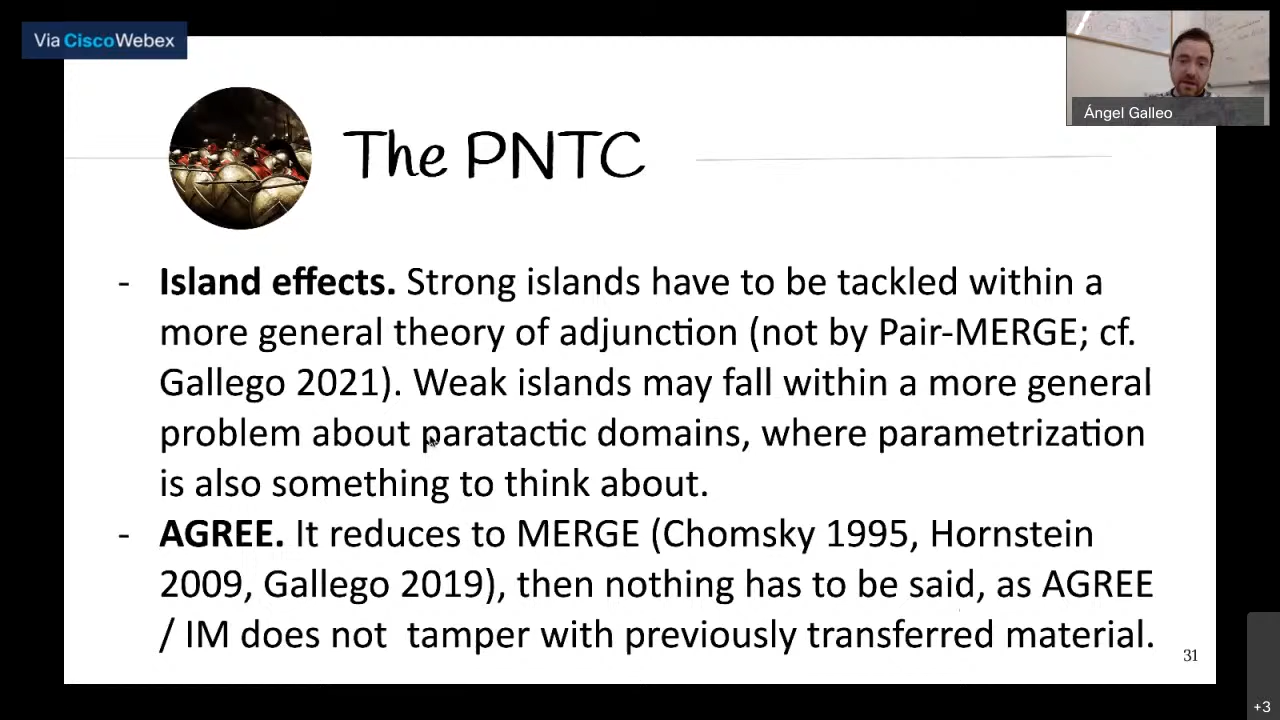 Via Cisco Webex
Ángel Galleo
The PNTC
- Island effects. Strong islands have to be tackled within a
more general theory of adjunction (not by Pair-MERGE; cf.
Gallego 2021). Weak islands may fall within a more general
problem about paratactic domains, where parametrization
is also something to think about.
- AGREE. It reduces to MERGE (Chomsky 1995, Hornstein
2009, Gallego 2019), then nothing has to be said, as AGREE
/ IM does not tamper with previously transferred material.
31
+3